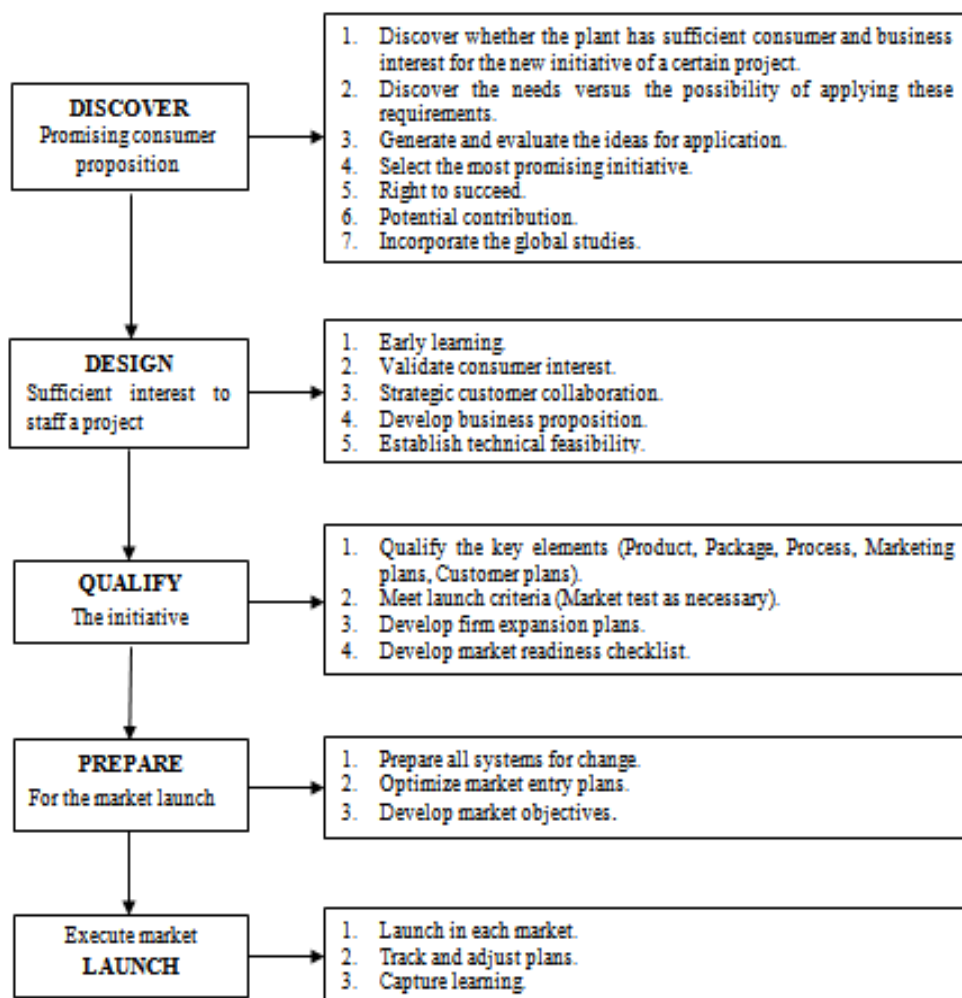 DISCOVER
Promising consumer
proposition
1. Discover whether the plant has sufficient consumer and business
interest for the new initiative of a certain project.
2. Discover the needs versus the possibility of applying these
requirements.
3. Generate and evaluate the ideas for application.
4. Select the most promising initiative.
5. Right to succeed.
6. Potential contribution.
7. Incorporate the global studies.
DESIGN
Sufficient interest to
staff a project
1. Early learning.
2. Validate consumer interest.
3. Strategic customer collaboration.
4. Develop business proposition.
5. Establish technical feasibility.
QUALIFY
The initiative
1. Qualify the key elements (Product, Package, Process, Marketing
plans, Customer plans).
2. Meet launch criteria (Market test as necessary).
3. Develop firm expansion plans.
4. Develop market readiness checklist.
PREPARE
For the market launch
1. Prepare all systems for change.
2. Optimize market entry plans.
3. Develop market objectives.
Execute market
LAUNCH
1. Launch in each market.
2. Track and adjust plans.
3. Capture learning.